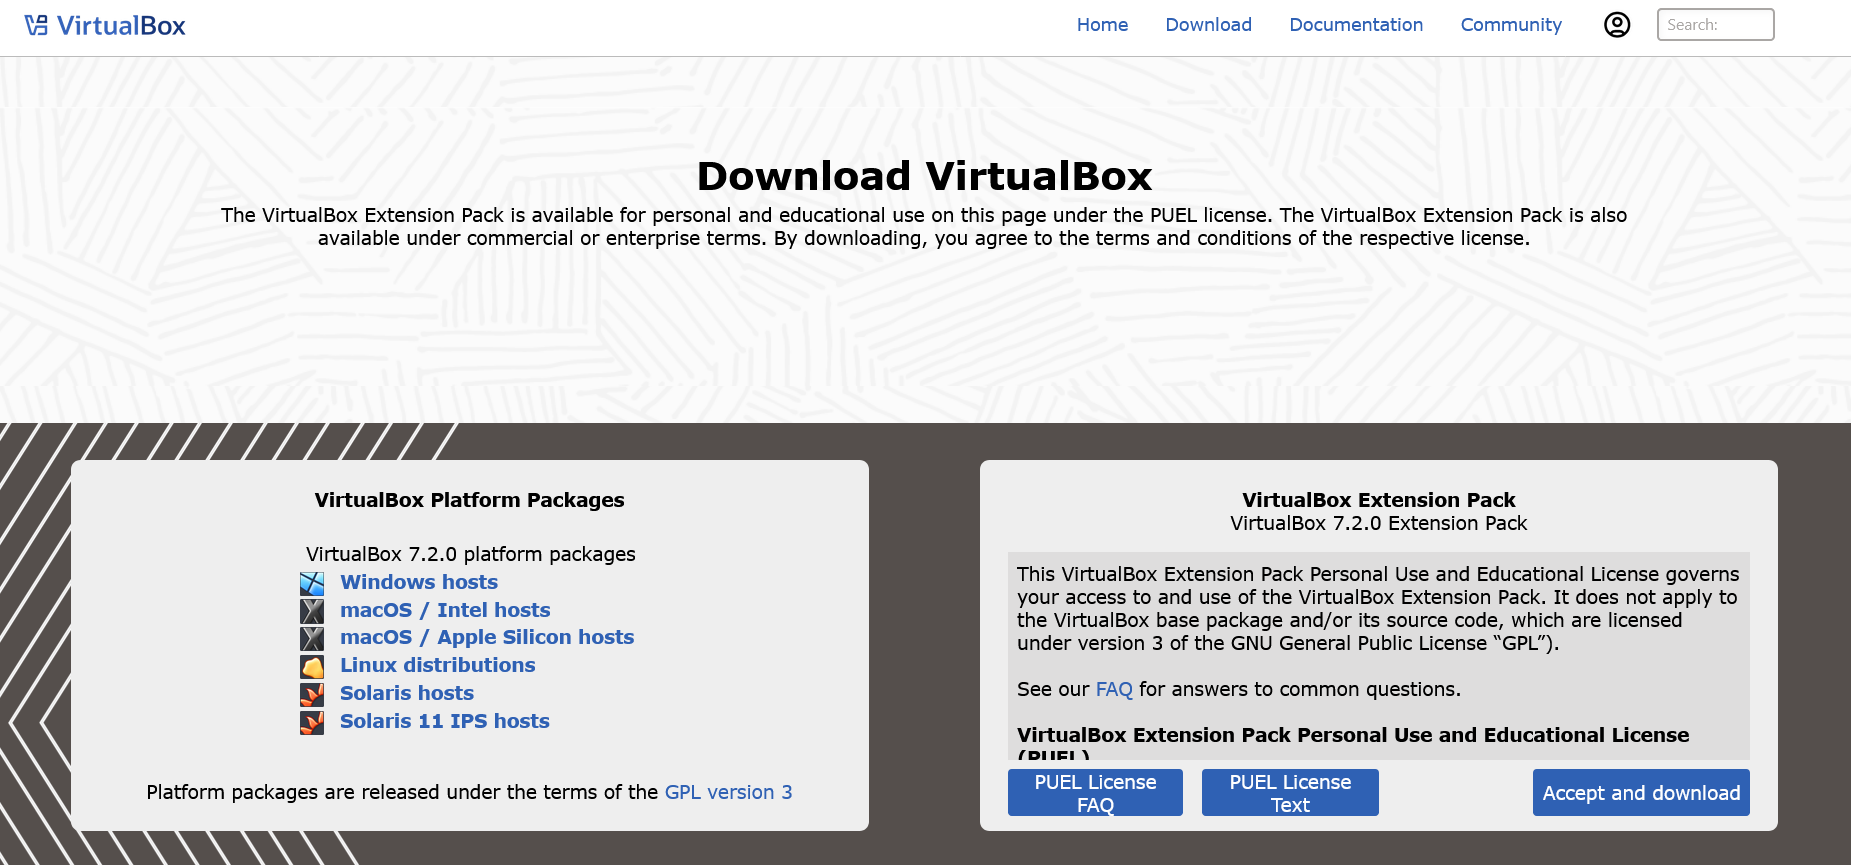 VirtualBox
Home
Download
Documentation
Community
Search:
Download VirtualBox
The VirtualBox Extension Pack is available for personal and educational use on this page under the PUEL license. The VirtualBox Extension Pack is also
available under commercial or enterprise terms. By downloading, you agree to the terms and conditions of the respective license.
VirtualBox Platform Packages
VirtualBox 7.2.0 platform packages
Windows hosts
macOS / Intel hosts
macOS / Apple Silicon hosts
Linux distributions
Solaris hosts
Solaris 11 IPS hosts
Platform packages are released under the terms of the GPL version 3
VirtualBox Extension Pack
VirtualBox 7.2.0 Extension Pack
This VirtualBox Extension Pack Personal Use and Educational License governs
your access to and use of the VirtualBox Extension Pack. It does not apply to
the VirtualBox base package and/or its source code, which are licensed
under version 3 of the GNU General Public License “GPL”).
See our FAQ for answers to common questions.
VirtualBox Extension Pack Personal Use and Educational License
(PUEL)
PUEL License
FAQ
PUEL License
Text
Accept and download